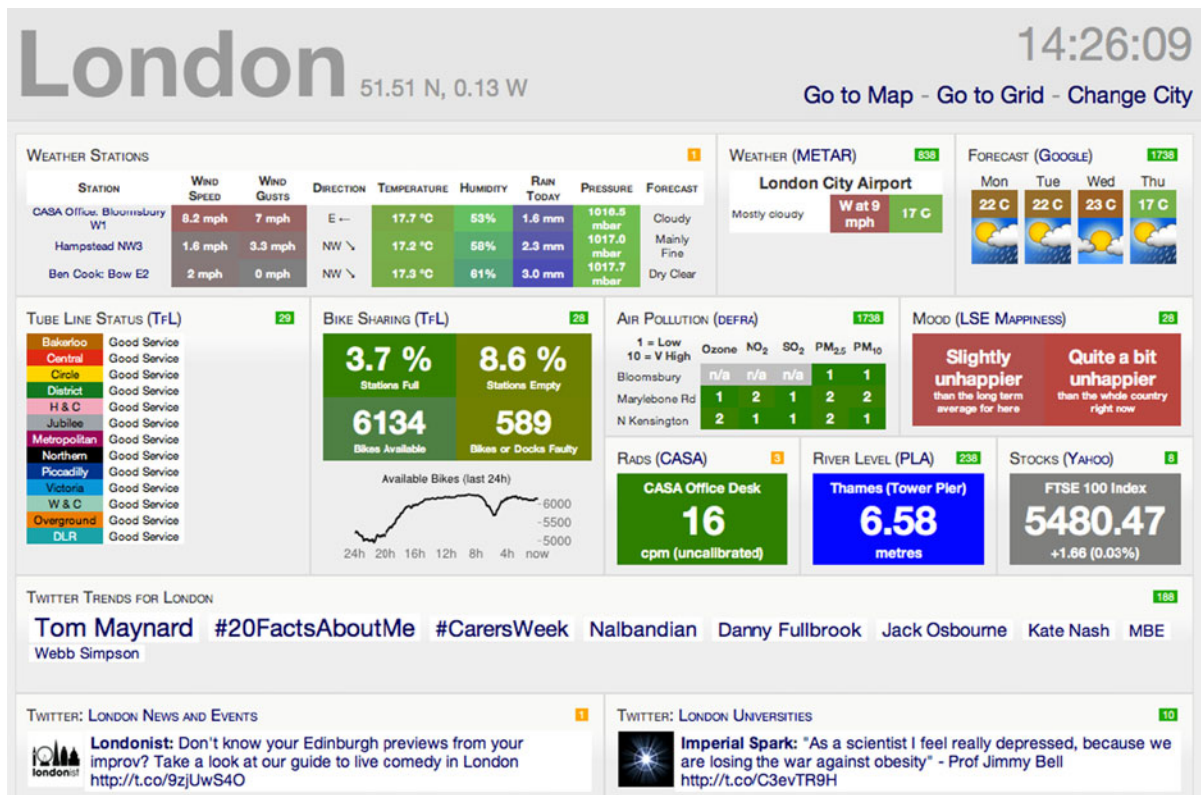 London 51.51 N, 0.13 W
14:26:09
Go to Map - Go to Grid - Change City
WEATHER STATIONS 1
STATION WIND SPEED WIND GUSTS DIRECTION TEMPERATURE HUMIDITY RAIN TODAY PRESSURE FORECAST
CASA Office: Bloomsbury W1 8.2 mph 7 mph E ← 17.7 °C 53% 1.6 mm 1016.5 mbar Cloudy
Hampstead NW3 1.6 mph 3.3 mph NW ↘ 17.2 °C 58% 2.3 mm 1017.0 mbar Mainly Fine
Ben Cook: Bow E2 2 mph 0 mph NW ↘ 17.3 °C 61% 3.0 mm 1017.7 mbar Dry Clear
WEATHER (METAR) 838
London City Airport
Mostly cloudy W at 9 mph 17 C
FORECAST (GOOGLE) 1738
Mon Tue Wed Thu
22 C 22 C 23 C 17 C
TUBE LINE STATUS (TFL) 29
Bakerloo Good Service
Central Good Service
Circle Good Service
District Good Service
H & C Good Service
Jubilee Good Service
Metropolitan Good Service
Northern Good Service
Piccadilly Good Service
Victoria Good Service
W & C Good Service
Overground Good Service
DLR Good Service
BIKE SHARING (TFL) 28
3.7 % 8.6 %
Stations Full Stations Empty
6134 589
Bikes Available Bikes or Docks Faulty
Available Bikes (last 24h)
6000
5500
5000
24h 20h 16h 12h 8h 4h now
AIR POLLUTION (DEFRA) 1738
1 = Low
10 = V High
Ozone NO2 SO2 PM2.5 PM10
Bloomsbury n/a n/a n/a 1 1
Marylebone Rd 1 2 1 2 2
N Kensington 2 1 1 2 1
MOOD (LSE MAPPINESS) 28
Slightly unhappier
than the long term average for here
Quite a bit unhappier
than the whole country right now
RADS (CASA) 3
CASA Office Desk
16
cpm (uncalibrated)
RIVER LEVEL (PLA) 238
Thames (Tower Pier)
6.58
metres
STOCKS (YAHOO) 8
FTSE 100 Index
5480.47
+1.66 (0.03%)
TWITTER TRENDS FOR LONDON 188
Tom Maynard #20FactsAboutMe #CarersWeek Nalbandian Danny Fullbrook Jack Osbourne Kate Nash MBE
Webb Simpson
TWITTER: LONDON NEWS AND EVENTS 1
londonist
Londonist: Don't know your Edinburgh previews from your
improv? Take a look at our guide to live comedy in London
http://t.co/9zjUwS4O
TWITTER: LONDON UNIVERSITIES 10
Imperial Spark: "As a scientist I feel really depressed, because we
are losing the war against obesity" - Prof Jimmy Bell
http://t.co/C3evTR9H